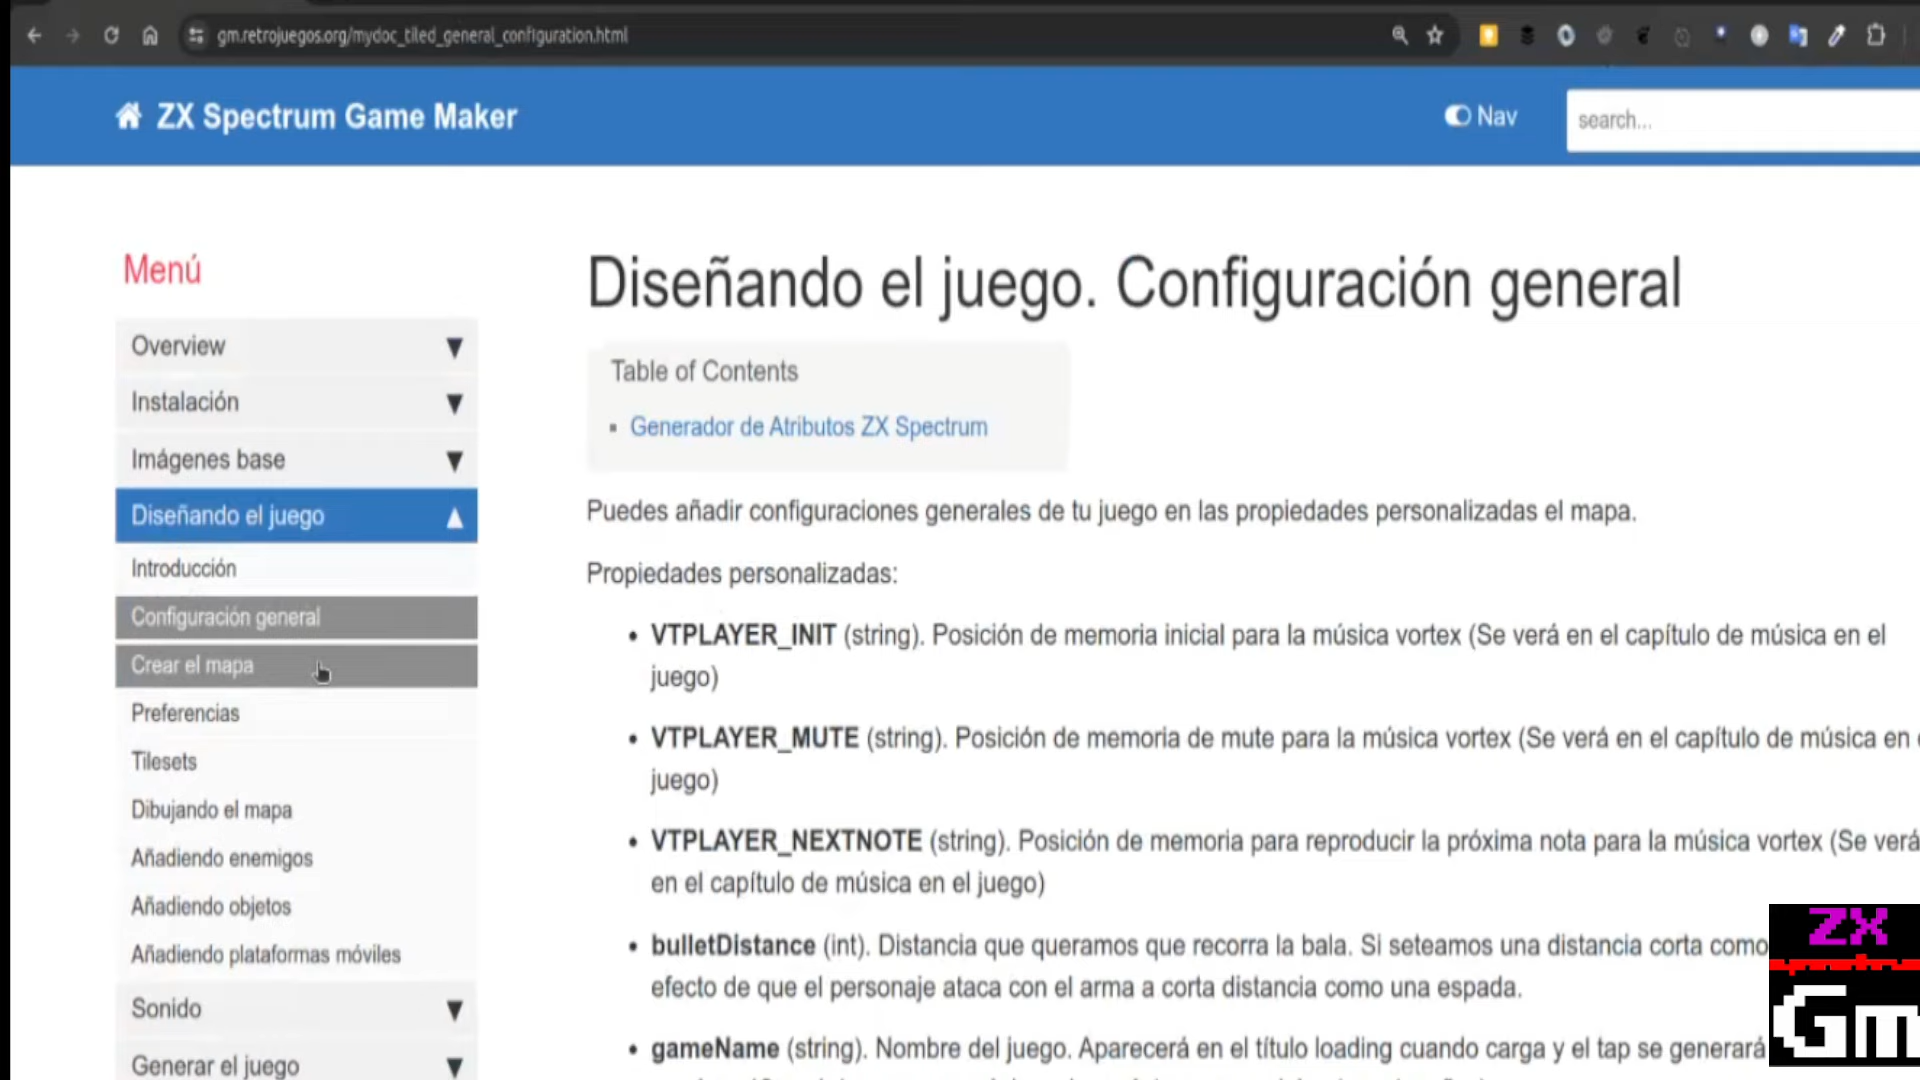 gm.retrojuegos.org/mydoc_tiled_general_configuration.html
ZX Spectrum Game Maker
Nav
search...
Menú
Overview
Instalación
Imágenes base
Diseñando el juego
Introducción
Configuración general
Crear el mapa
Preferencias
Tilesets
Dibujando el mapa
Añadiendo enemigos
Añadiendo objetos
Añadiendo plataformas móviles
Sonido
Generar el juego
Diseñando el juego. Configuración general
Table of Contents
Generador de Atributos ZX Spectrum
Puedes añadir configuraciones generales de tu juego en las propiedades personalizadas el mapa.
Propiedades personalizadas:
VTPLAYER_INIT (string). Posición de memoria inicial para la música vortex (Se verá en el capítulo de música en el
juego)
VTPLAYER_MUTE (string). Posición de memoria de mute para la música vortex (Se verá en el capítulo de música en
juego)
VTPLAYER_NEXTNOTE (string). Posición de memoria para reproducir la próxima nota para la música vortex (Se verá
en el capítulo de música en el juego)
bulletDistance (int). Distancia que queramos que recorra la bala. Si seteamos una distancia corta como
efecto de que el personaje ataca con el arma a corta distancia como una espada.
gameName (string). Nombre del juego. Aparecerá en el título loading cuando carga y el tap se generará
ZX
Gm